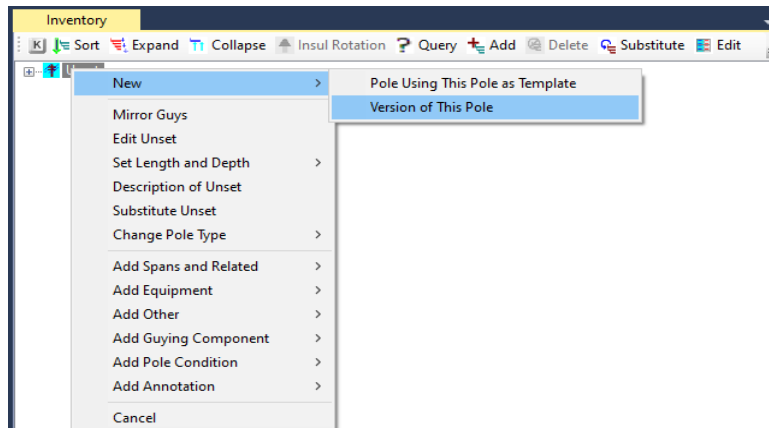 Inventory
K Sort Expand Collapse Insul Rotation Query Add Delete Substitute Edit
New
Pole Using This Pole as Template
Version of This Pole
Mirror Guys
Edit Unset
Set Length and Depth
Description of Unset
Substitute Unset
Change Pole Type
Add Spans and Related
Add Equipment
Add Other
Add Guying Component
Add Pole Condition
Add Annotation
Cancel